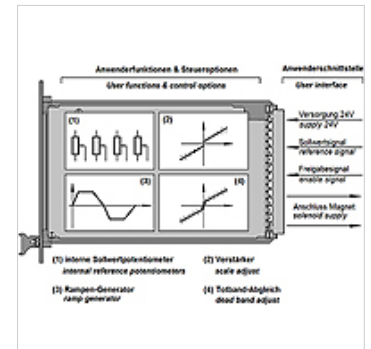 Anwenderfunktionen & Steueroptionen
User functions & control options
Anwenderschnittstelle
User interface
(1)
(2)
(3)
(4)
Versorgung 24V
supply 24V
Sollwertsignal
reference signal
Freigabesignal
enable signal
Anschluss Magnet
solenoid supply
(1) interne Sollwertpotentiometer
internal reference potentiometers
(2) Verstärker
scale adjust
(3) Rampen-Generator
ramp generator
(4) Totband-Abgleich
dead band adjust